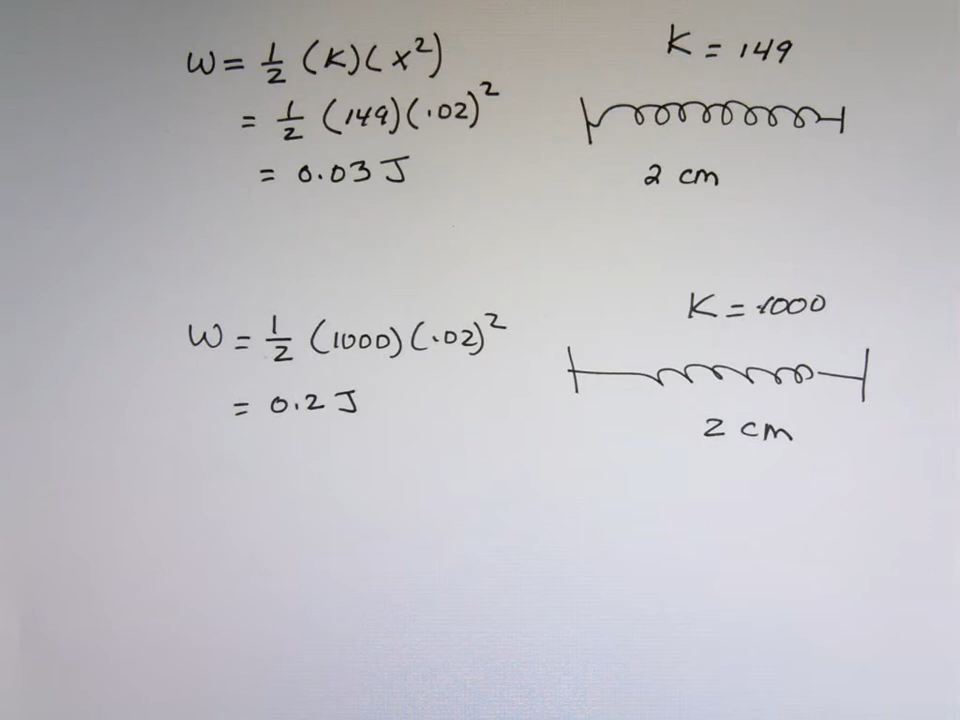 W = 1/2 (K)(x²)
K = 149
= 1/2 (149)(.02)²
= 0.03 J
2 cm
K = 1000
W = 1/2 (1000)(.02)²
= 0.2 J
2 cm